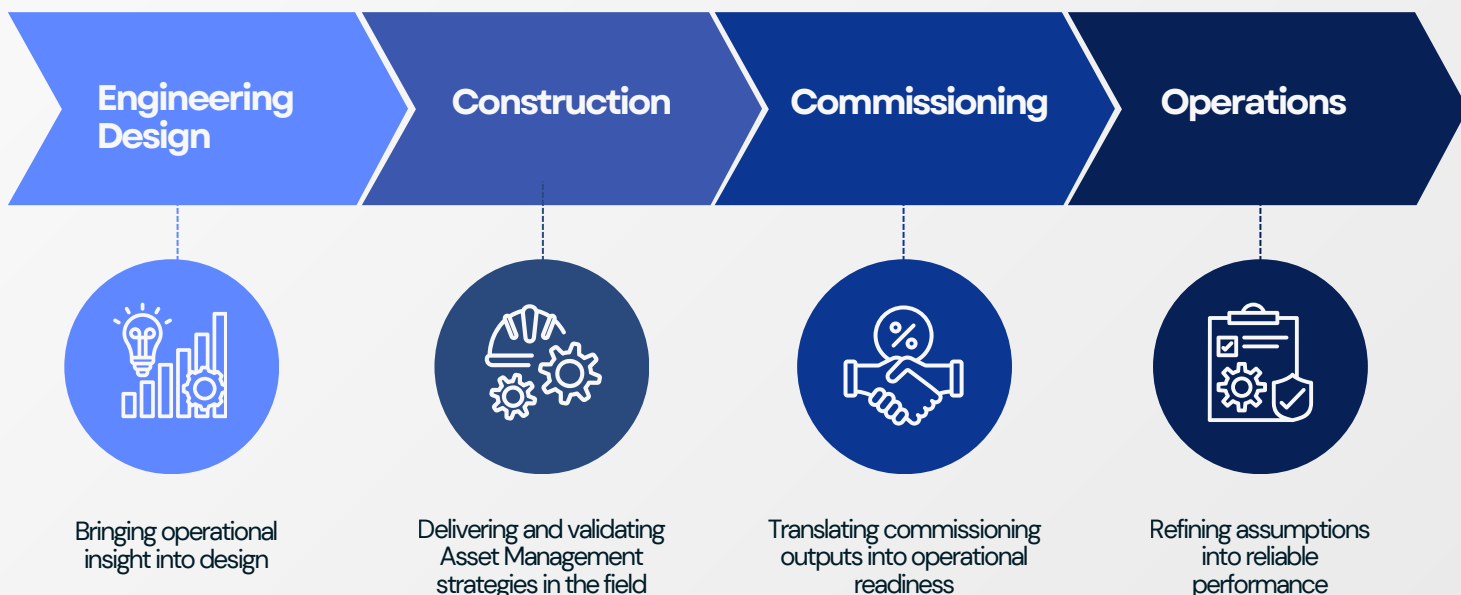 Engineering
Design
Construction
Commissioning
Operations
%
Bringing operational
insight into design
Delivering and validating
Asset Management
strategies in the field
Translating commissioning
outputs into operational
readiness
Refining assumptions
into reliable
performance